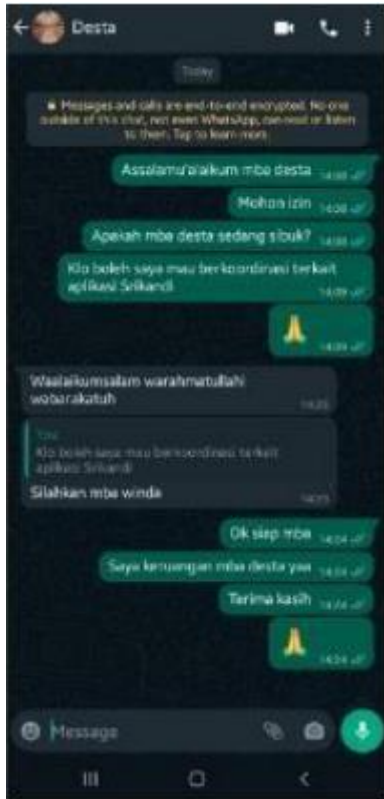 Desta
Today
Messages and calls are end-to-end encrypted. No one
outside of this chat, not even WhatsApp, can read or listen
to them. Tap to learn more.
Assalamu'alaikum mba desta
Mohon izin
Apakah mba desta sedang sibuk?
Klo boleh saya mau berkoordinasi terkait
aplikasi Srikandi
Waalaikumsalam warahmatullahi
wabarakatuh
You
Klo boleh saya mau berkoordinasi terkait
aplikasi Srikandi
Silahkan mba winda
Ok siap mba
Saya keruangan mba desta yaa
Terima kasih
Message